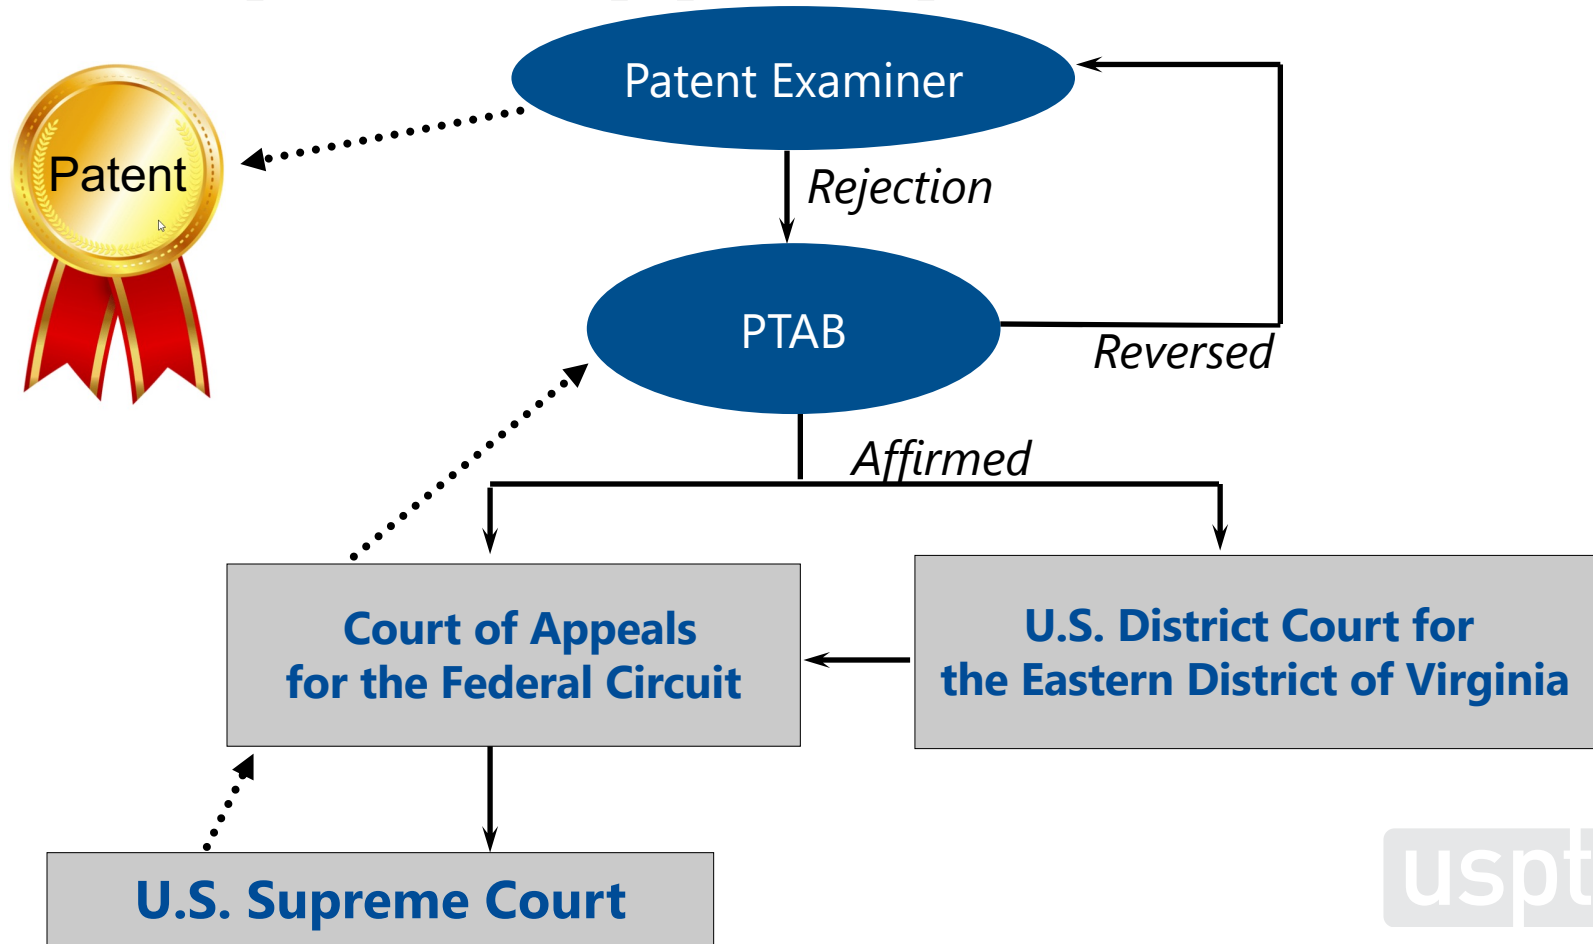 Patent Examiner
Patent
Rejection
PTAB
Reversed
Affirmed
Court of Appeals
for the Federal Circuit
U.S. District Court for
the Eastern District of Virginia
U.S. Supreme Court
uspt